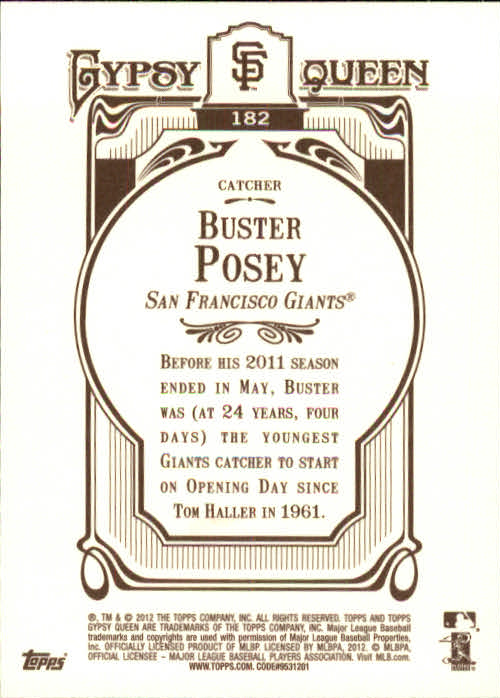 GYPSY SF QUEEN
182
CATCHER
BUSTER
POSEY
SAN FRANCISCO GIANTS®
BEFORE HIS 2011 SEASON
ENDED IN MAY, BUSTER
WAS (AT 24 YEARS, FOUR
DAYS) THE YOUNGEST
GIANTS CATCHER TO START
ON OPENING DAY SINCE
TOM HALLER IN 1961.
®, TM & © 2012 THE TOPPS COMPANY, INC. ALL RIGHTS RESERVED. TOPPS AND TOPPS
GYPSY QUEEN ARE TRADEMARKS OF THE TOPPS COMPANY, INC. Major League Baseball
trademarks and copyrights are used with permission of Major League Baseball Properties,
Inc. OFFICIALLY LICENSED PRODUCT OF MLBP. LICENSED BY MLBPA, 2012. © MLBPA,
OFFICIAL LICENSEE – MAJOR LEAGUE BASEBALL PLAYERS ASSOCIATION. Visit MLB.com.
WWW.TOPPS.COM. CODE#9531201
Topps